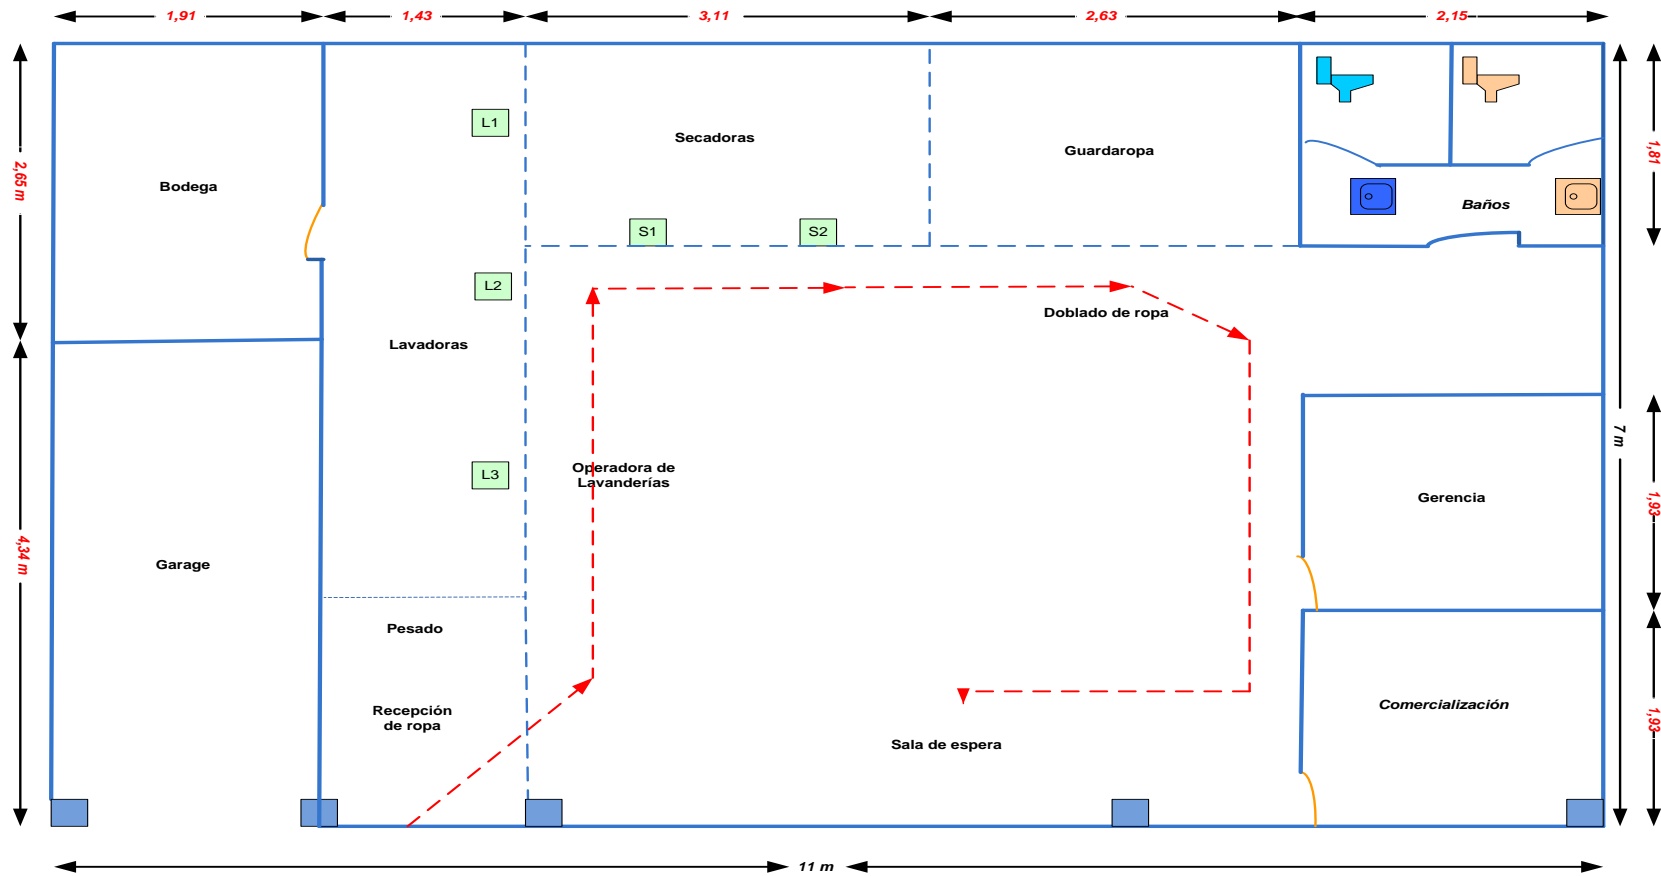 1,91
1,43
3,11
2,63
2,15
L1
Secadoras
Guardaropa
2,65 m
Bodega
1,81
Baños
S1
S2
L2
Doblado de ropa
Lavadoras
7 m
Operadora de
Lavanderías
L3
Gerencia
1,93
4,34 m
Garage
Pesado
Recepción
de ropa
Comercialización
1,93
Sala de espera
11 m